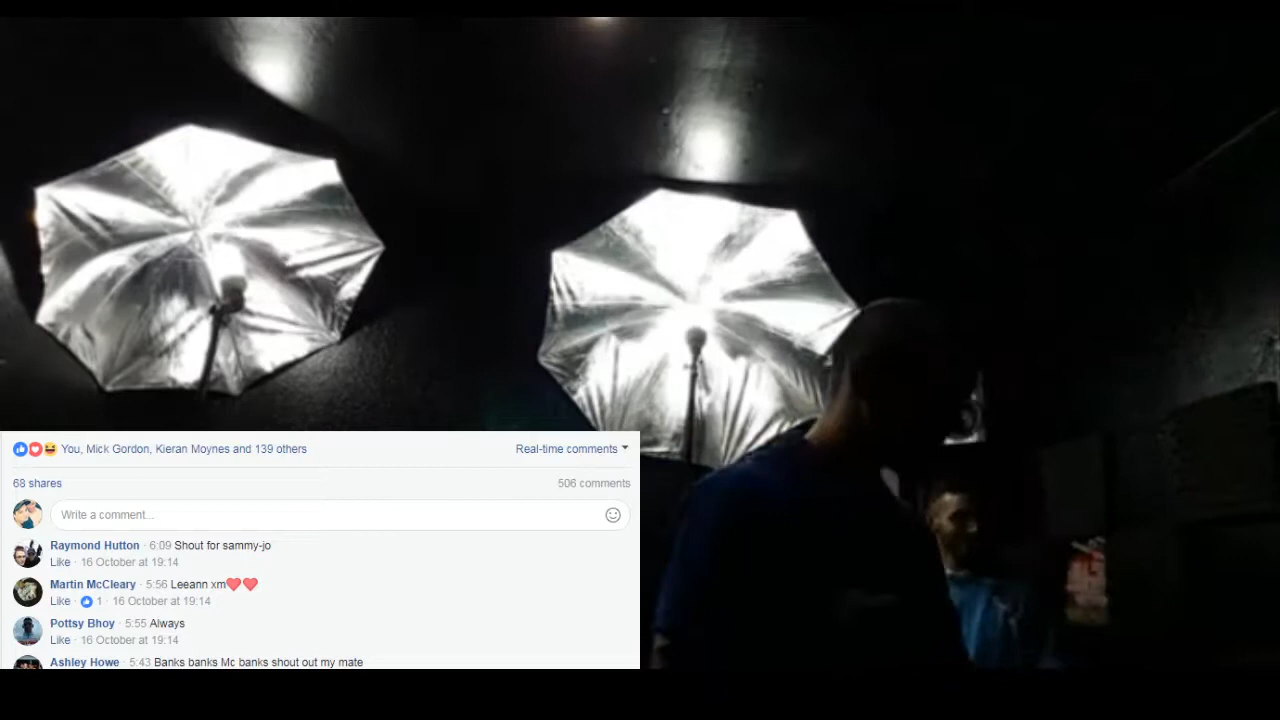 You, Mick Gordon, Kieran Moynes and 139 others Real-time comments
68 shares 506 comments
Write a comment...
Raymond Hutton · 6:09 Shout for sammy-jo
Like · 16 October at 19:14
Martin McCleary · 5:56 Leeann xm❤❤
Like · 1 · 16 October at 19:14
Pottsy Bhoy · 5:55 Always
Like · 16 October at 19:14
Ashley Howe · 5:43 Banks banks Mc banks shout out my mate